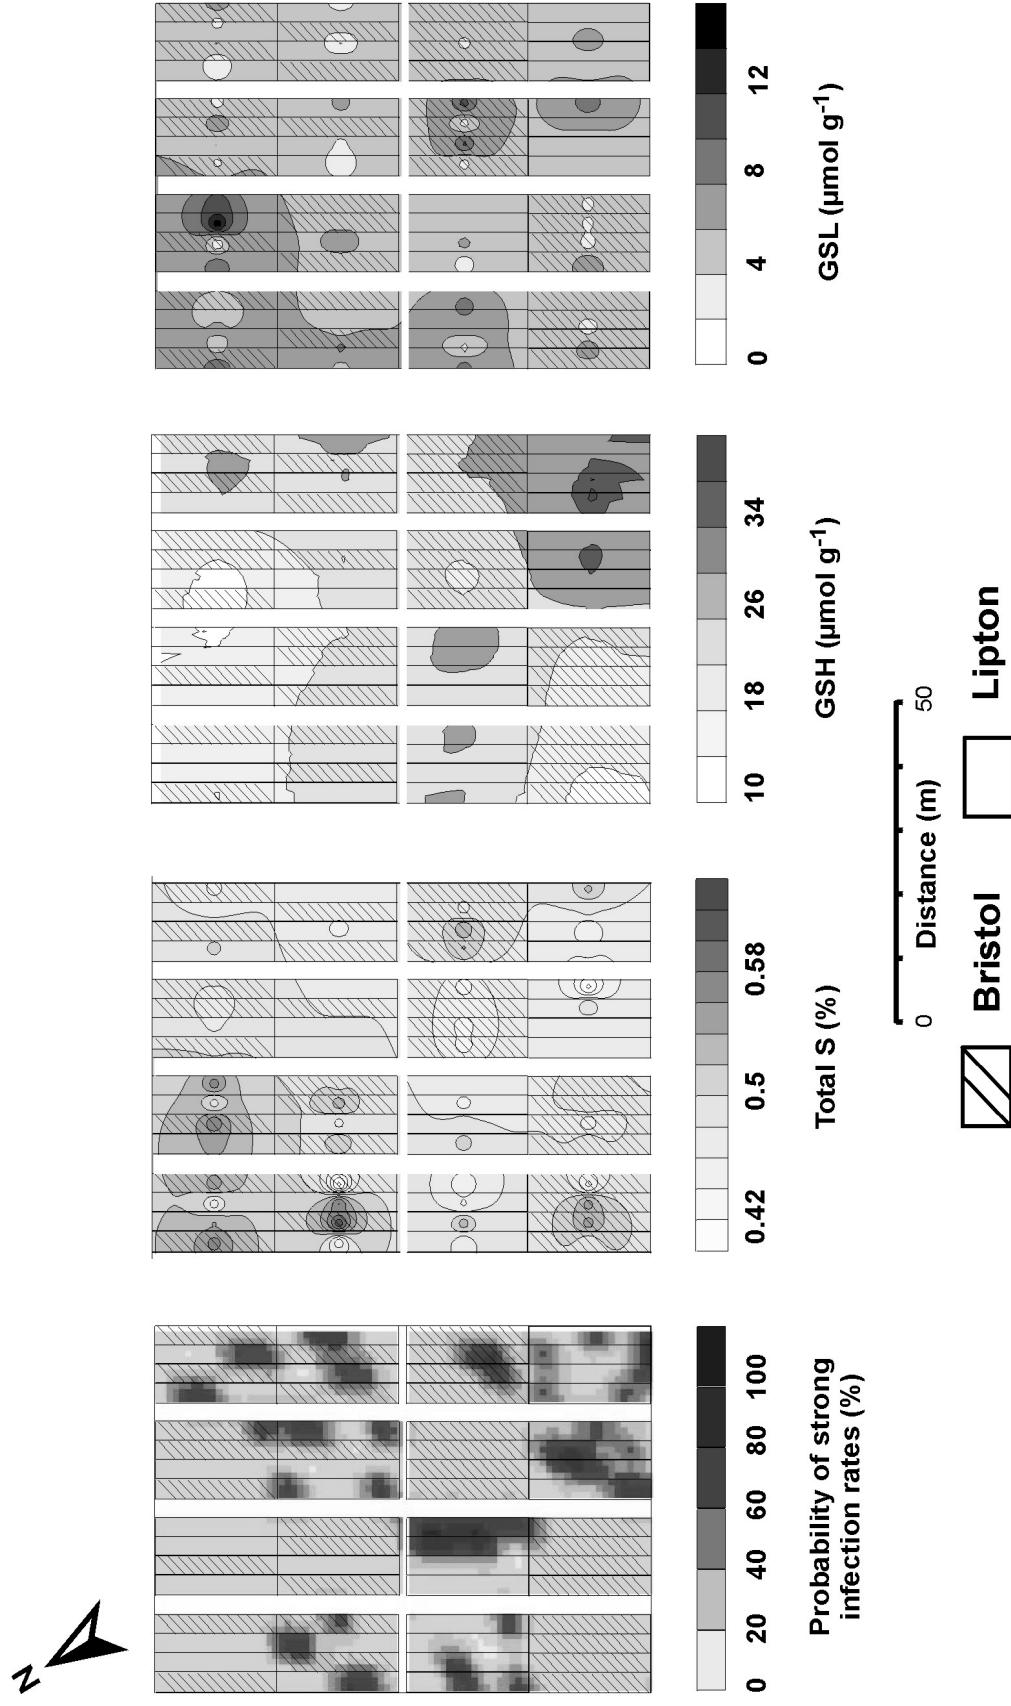 N
0 4 8 12
GSL (µmol g⁻¹)
10 18 26 34
GSH (µmol g⁻¹)
0.42 0.5 0.58
Total S (%)
0 20 40 60 80 100
Probability of strong
infection rates (%)
0 50
Distance (m)
Bristol
Lipton